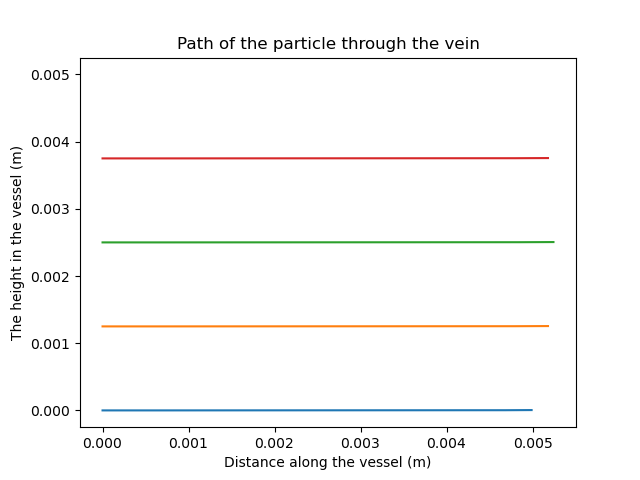 Path of the particle through the vein
The height in the vessel (m)
0.005
0.004
0.003
0.002
0.001
0.000
0.000 0.001 0.002 0.003 0.004 0.005
Distance along the vessel (m)